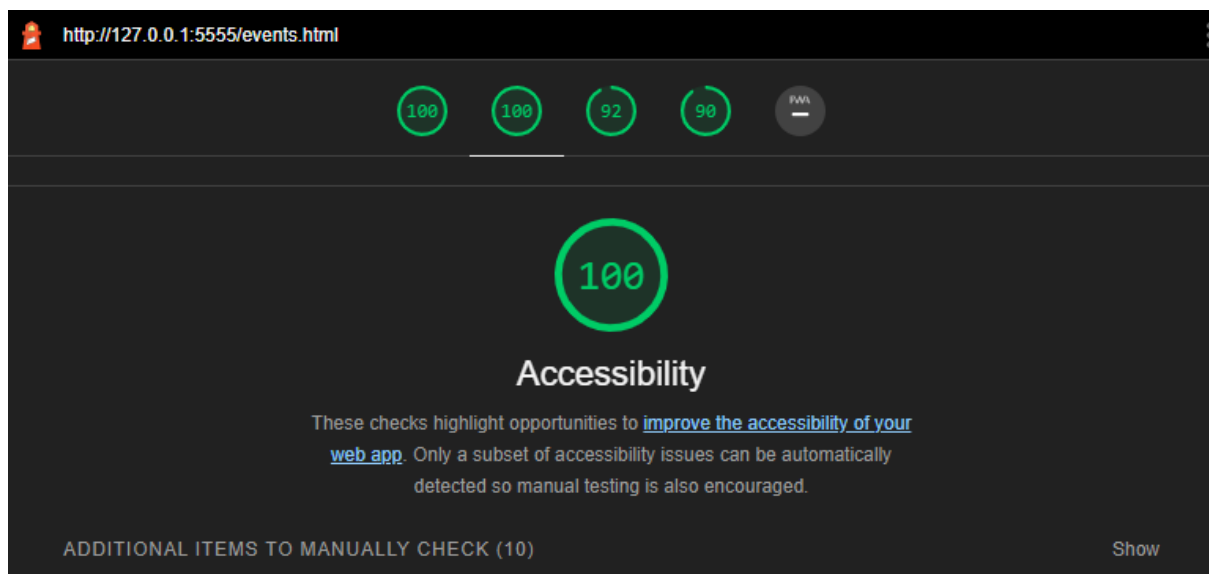 http://127.0.0.1:5555/events.html
100 100 92 90 PWA
100
Accessibility
These checks highlight opportunities to improve the accessibility of your
web app. Only a subset of accessibility issues can be automatically
detected so manual testing is also encouraged.
ADDITIONAL ITEMS TO MANUALLY CHECK (10) Show